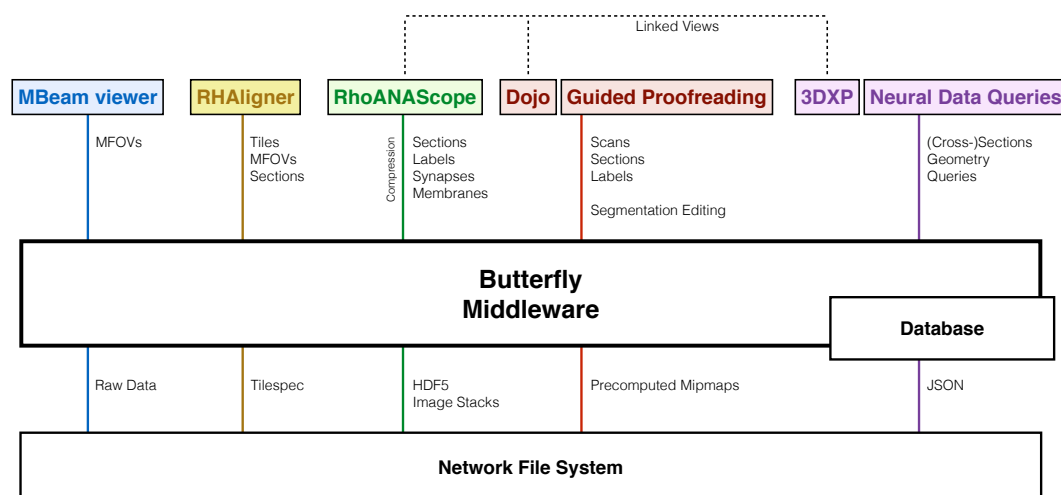 Linked Views
MBeam viewer
RHAligner
RhoANAScope
Dojo
Guided Proofreading
3DXP
Neural Data Queries
MFOVs
Tiles
MFOVs
Sections
Compression
Sections
Labels
Synapses
Membranes
Scans
Sections
Labels
Segmentation Editing
(Cross-)Sections
Geometry
Queries
Butterfly
Middleware
Database
Raw Data
Tilespec
HDF5
Image Stacks
Precomputed Mipmaps
JSON
Network File System